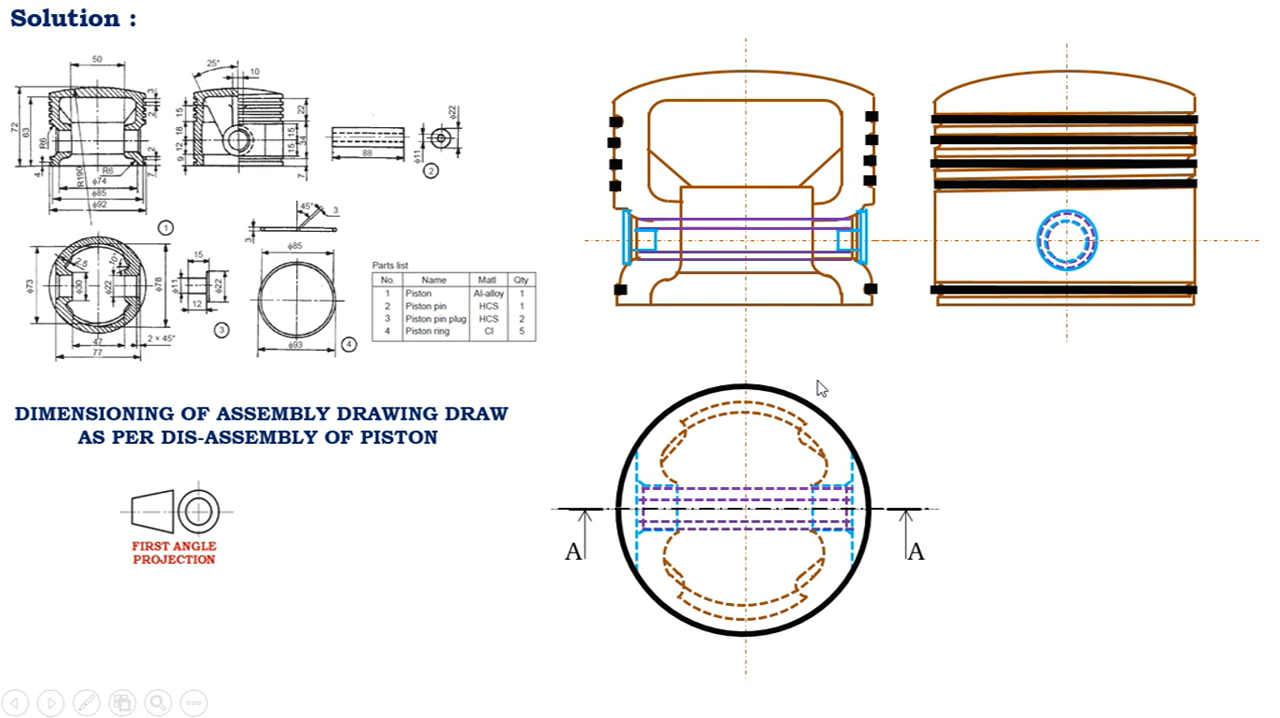 Solution :
50
3
2
72
63
R6
4
R190
R6
2
7
ϕ74
ϕ85
ϕ92
1
25°
10
15
18
12
9
22
15
34
15
7
88
ϕ22
ϕ11
2
45°
3
3
ϕ85
ϕ93
4
ϕ73
ϕ30
ϕ22
ϕ78
47
77
2 × 45°
15
ϕ11
ϕ22
12
3
Parts list
No. Name Matl Qty
1 Piston Al-alloy 1
2 Piston pin HCS 1
3 Piston pin plug HCS 2
4 Piston ring CI 5
DIMENSIONING OF ASSEMBLY DRAWING DRAW
AS PER DIS-ASSEMBLY OF PISTON
FIRST ANGLE
PROJECTION
A A